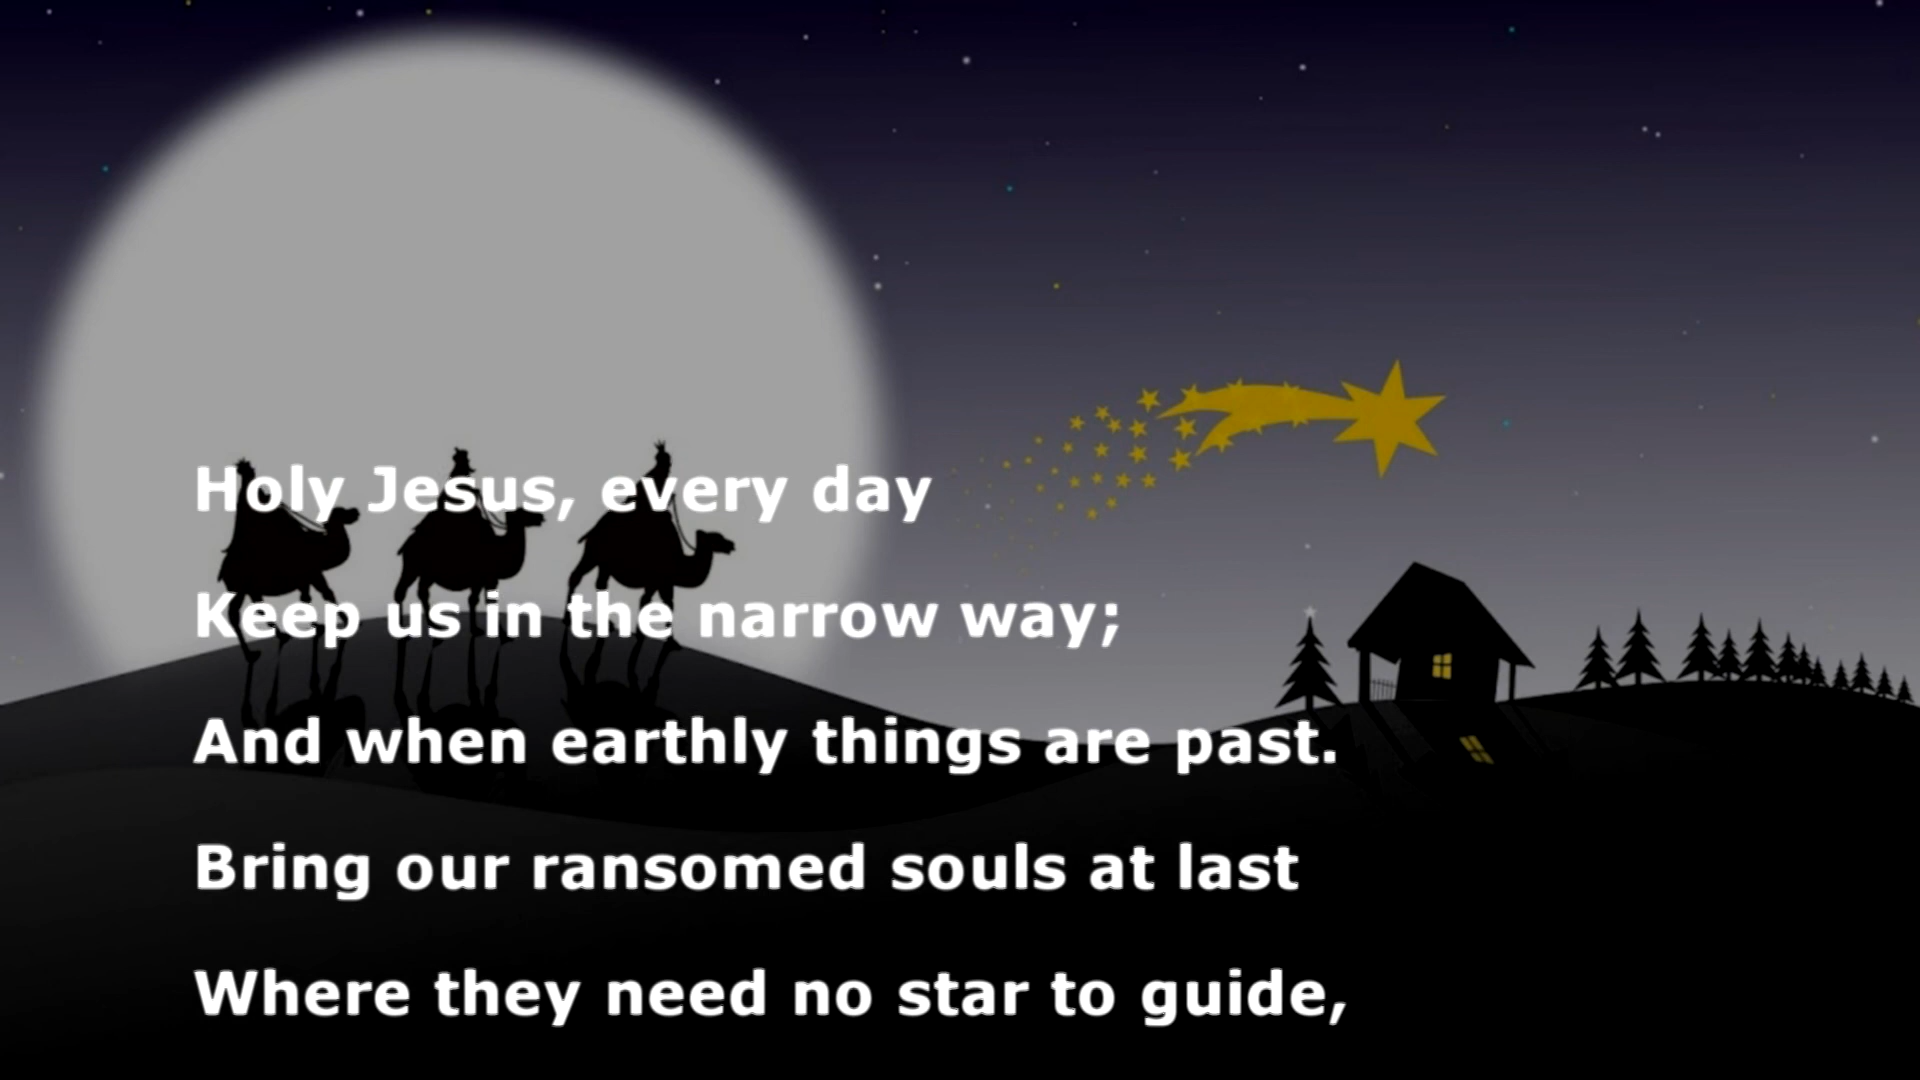 Holy Jesus, every day
Keep us in the narrow way;
And when earthly things are past.
Bring our ransomed souls at last
Where they need no star to guide,